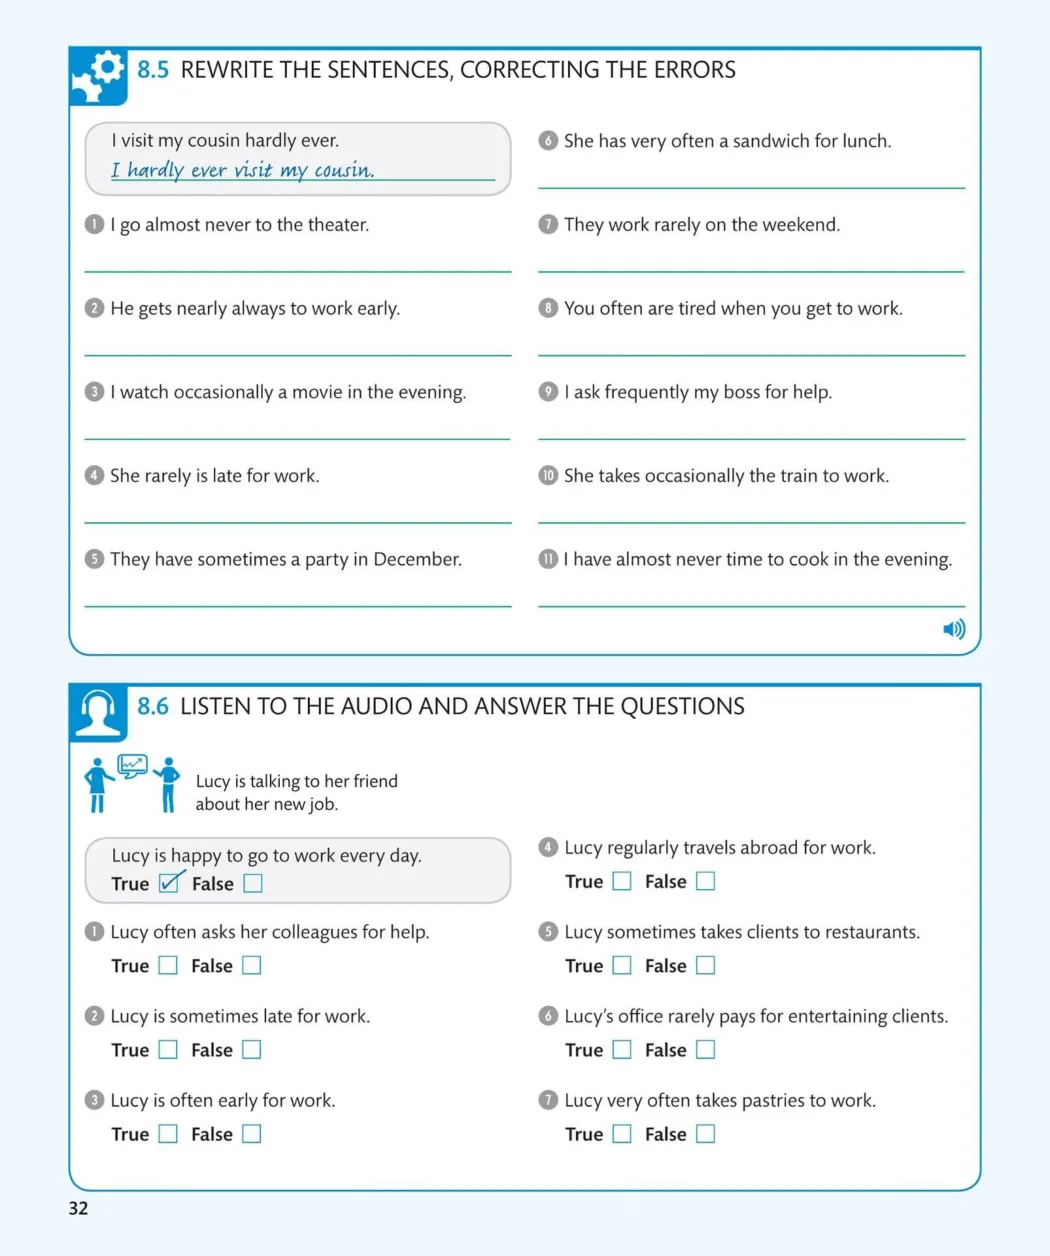 8.5 REWRITE THE SENTENCES, CORRECTING THE ERRORS
I visit my cousin hardly ever.
I hardly ever visit my cousin.
1 I go almost never to the theater.
2 He gets nearly always to work early.
3 I watch occasionally a movie in the evening.
4 She rarely is late for work.
5 They have sometimes a party in December.
6 She has very often a sandwich for lunch.
7 They work rarely on the weekend.
8 You often are tired when you get to work.
9 I ask frequently my boss for help.
10 She takes occasionally the train to work.
11 I have almost never time to cook in the evening.
8.6 LISTEN TO THE AUDIO AND ANSWER THE QUESTIONS
Lucy is talking to her friend
about her new job.
Lucy is happy to go to work every day.
True False
1 Lucy often asks her colleagues for help.
True False
2 Lucy is sometimes late for work.
True False
3 Lucy is often early for work.
True False
4 Lucy regularly travels abroad for work.
True False
5 Lucy sometimes takes clients to restaurants.
True False
6 Lucy's office rarely pays for entertaining clients.
True False
7 Lucy very often takes pastries to work.
True False
32